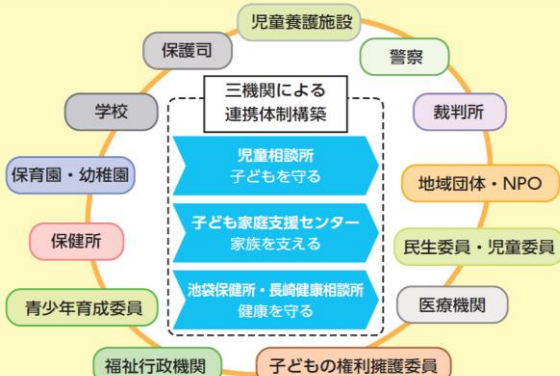 児童養護施設
保護司
警察
三機関による
連携体制構築
学校
裁判所
児童相談所
子どもを守る
保育園・幼稚園
地域団体・NPO
子ども家庭支援センター
家族を支える
保健所
民生委員・児童委員
池袋保健所・長崎健康相談所
健康を守る
青少年育成委員
医療機関
福祉行政機関
子どもの権利擁護委員